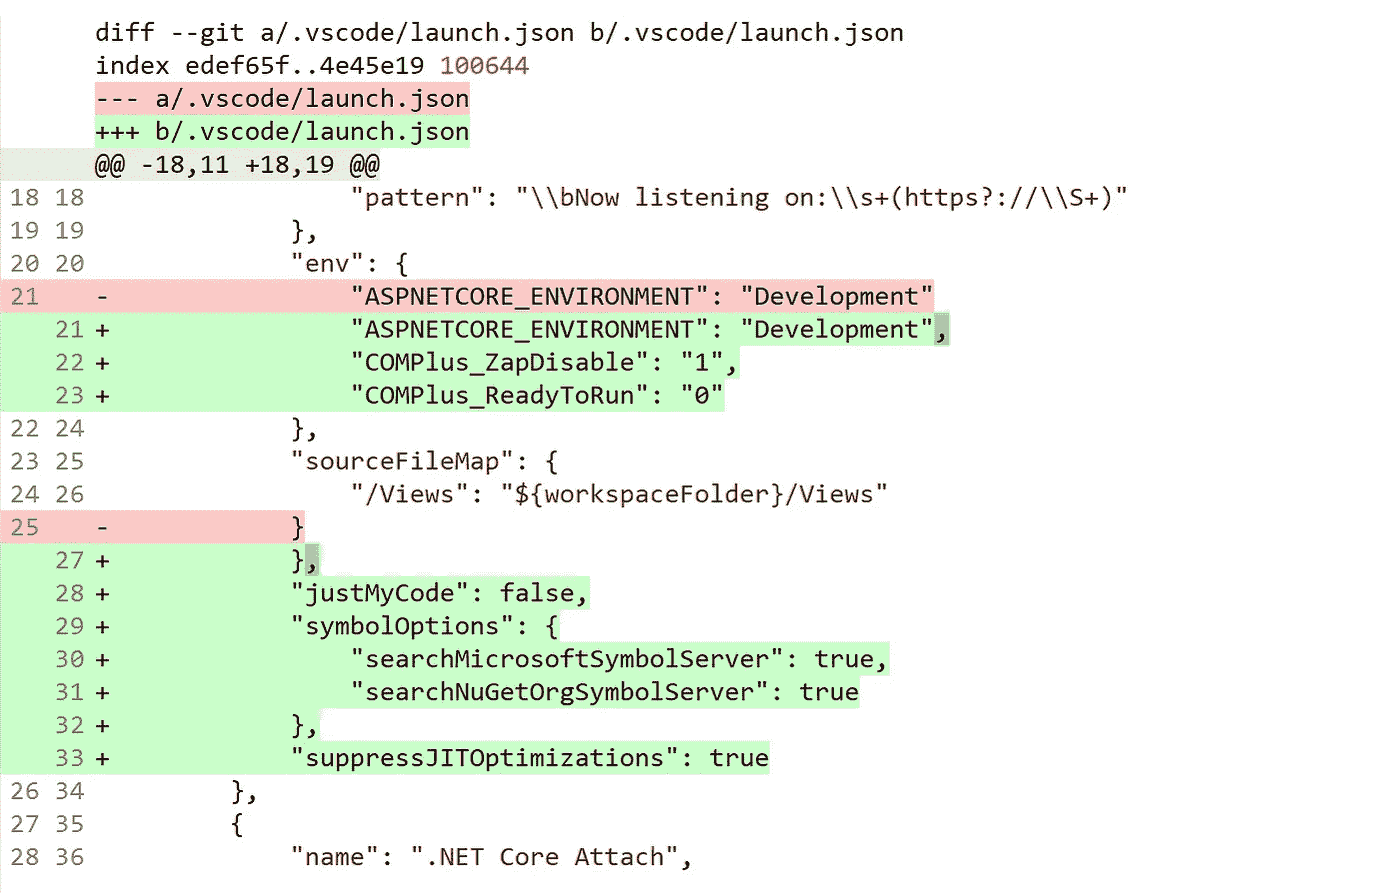 diff --git a/.vscode/launch.json b/.vscode/launch.json
index edef65f..4e45e19 100644
--- a/.vscode/launch.json
+++ b/.vscode/launch.json
@@ -18,11 +18,19 @@
18 18                  "pattern": "\\bNow listening on:\\s+(https?://\\S+)"
19 19              },
20 20              "env": {
21    -                "ASPNETCORE_ENVIRONMENT": "Development"
   21 +                "ASPNETCORE_ENVIRONMENT": "Development",
   22 +                "COMPlus_ZapDisable": "1",
   23 +                "COMPlus_ReadyToRun": "0"
22 24              },
23 25              "sourceFileMap": {
24 26                  "/Views": "${workspaceFolder}/Views"
25    -            }
   27 +            },
   28 +            "justMyCode": false,
   29 +            "symbolOptions": {
   30 +                "searchMicrosoftSymbolServer": true,
   31 +                "searchNuGetOrgSymbolServer": true
   32 +            },
   33 +            "suppressJITOptimizations": true
26 34          },
27 35          {
28 36              "name": ".NET Core Attach",